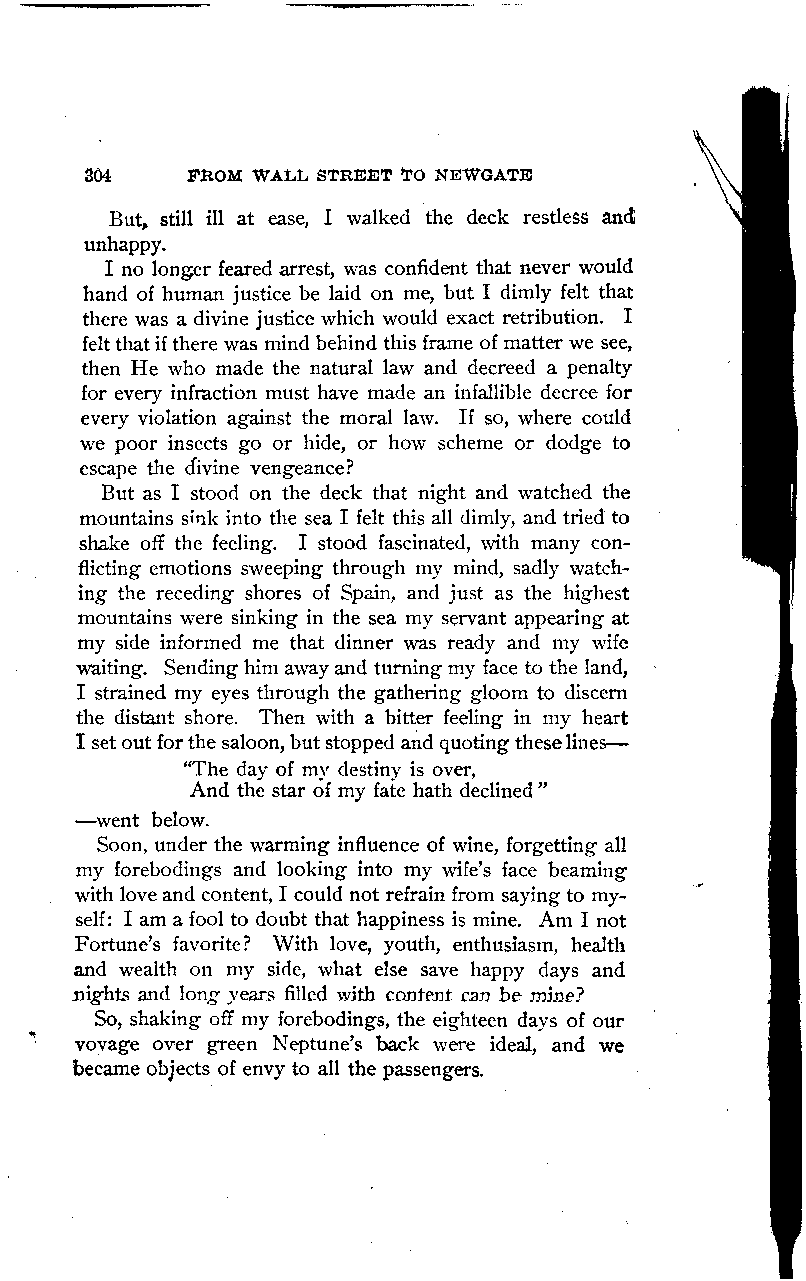 304 FROM WALL STREET TO NEWGATE
But, still ill at ease, I walked the deck restless and
unhappy.
I no longer feared arrest, was confident that never would
hand of human justice be laid on me, but I dimly felt that
there was a divine justice which would exact retribution. I
felt that if there was mind behind this frame of matter we see,
then He who made the natural law and decreed a penalty
for every infraction must have made an infallible decree for
every violation against the moral law. If so, where could
we poor insects go or hide, or how scheme or dodge to
escape the divine vengeance?
But as I stood on the deck that night and watched the
mountains sink into the sea I felt this all dimly, and tried to
shake off the feeling. I stood fascinated, with many con-
flicting emotions sweeping through my mind, sadly watch-
ing the receding shores of Spain, and just as the highest
mountains were sinking in the sea my servant appearing at
my side informed me that dinner was ready and my wife
waiting. Sending him away and turning my face to the land,
I strained my eyes through the gathering gloom to discern
the distant shore. Then with a bitter feeling in my heart
I set out for the saloon, but stopped and quoting these lines—
"The day of my destiny is over,
And the star of my fate hath declined"
—went below.
Soon, under the warming influence of wine, forgetting all
my forebodings and looking into my wife's face beaming
with love and content, I could not refrain from saying to my-
self: I am a fool to doubt that happiness is mine. Am I not
Fortune's favorite? With love, youth, enthusiasm, health
and wealth on my side, what else save happy days and
nights and long years filled with content can be mine?
So, shaking off my forebodings, the eighteen days of our
voyage over green Neptune's back were ideal, and we
became objects of envy to all the passengers.